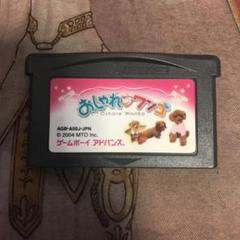 おしゃれワンコ
Oshare Wanko
AGB-AU2J-JPN
© 2004 MTO Inc.
ゲームボーイ アドバンス